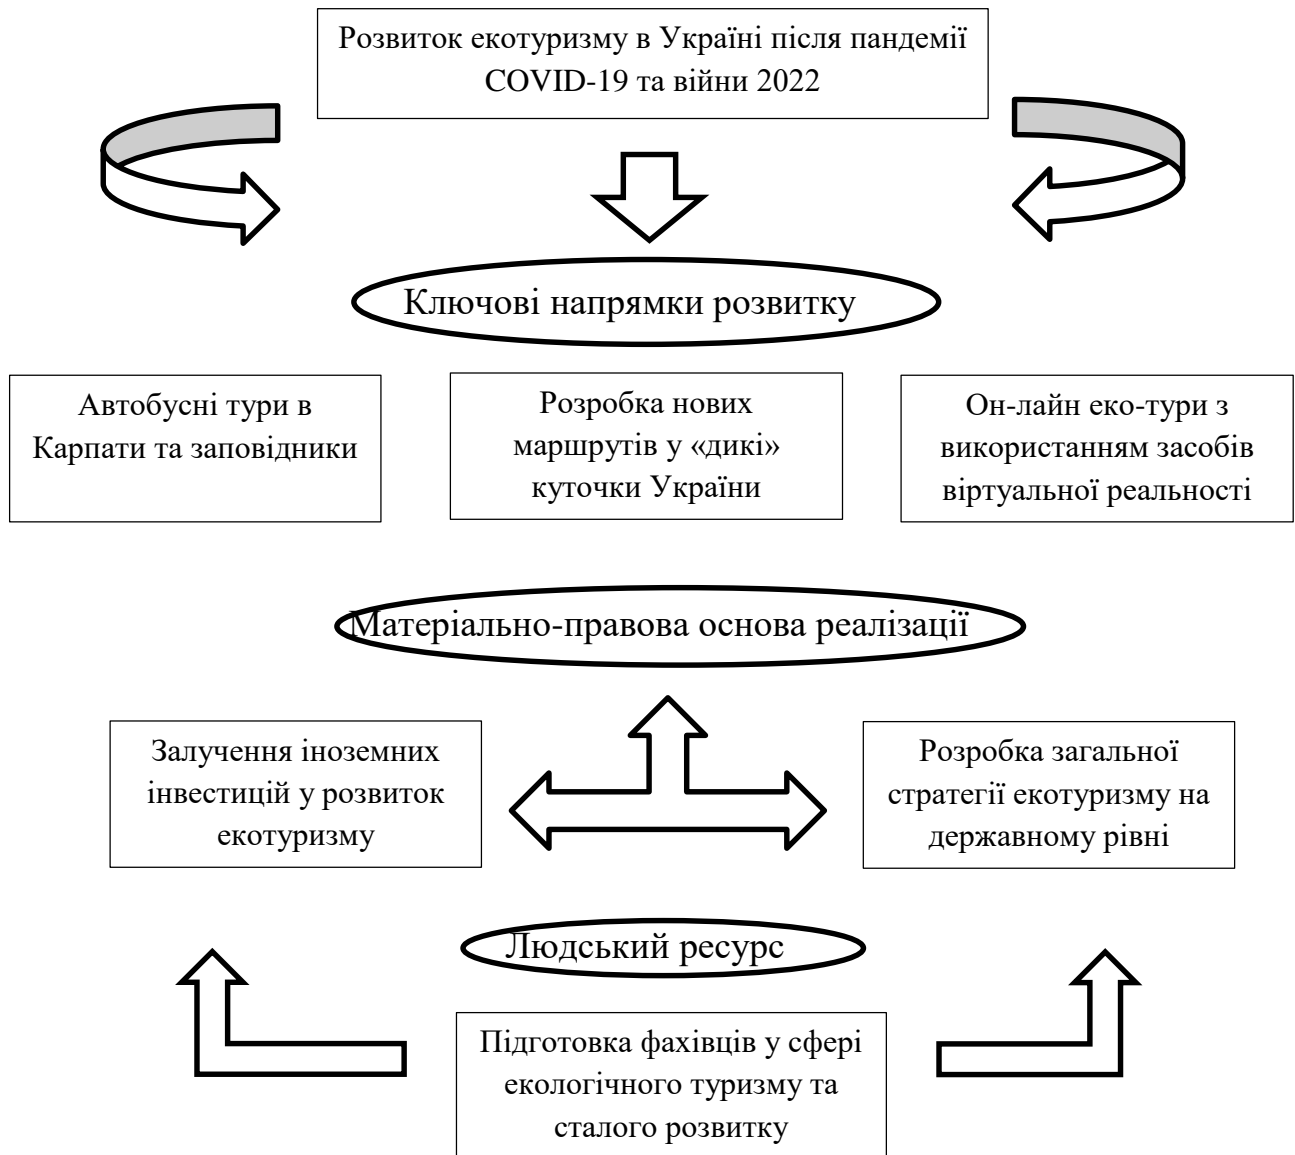 Розвиток екотуризму в Україні після пандемії
COVID-19 та війни 2022
Ключові напрямки розвитку
Автобусні тури в
Карпати та заповідники
Розробка нових
маршрутів у «дикі»
куточки України
Он-лайн еко-тури з
використанням засобів
віртуальної реальності
Матеріально-правова основа реалізації
Залучення іноземних
інвестицій у розвиток
екотуризму
Розробка загальної
стратегії екотуризму на
державному рівні
Людський ресурс
Підготовка фахівців у сфері
екологічного туризму та
сталого розвитку